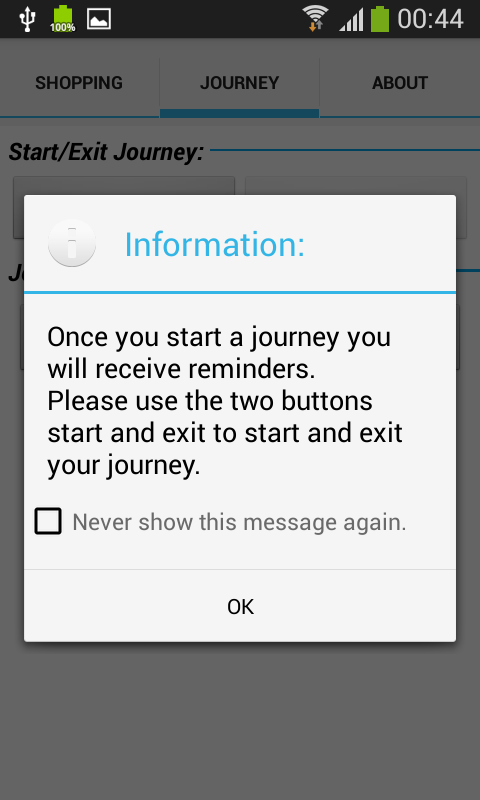 100%
00:44
SHOPPING
JOURNEY
ABOUT
Start/Exit Journey:
Information:
Once you start a journey you
will receive reminders.
Please use the two buttons
start and exit to start and exit
your journey.
Never show this message again.
OK